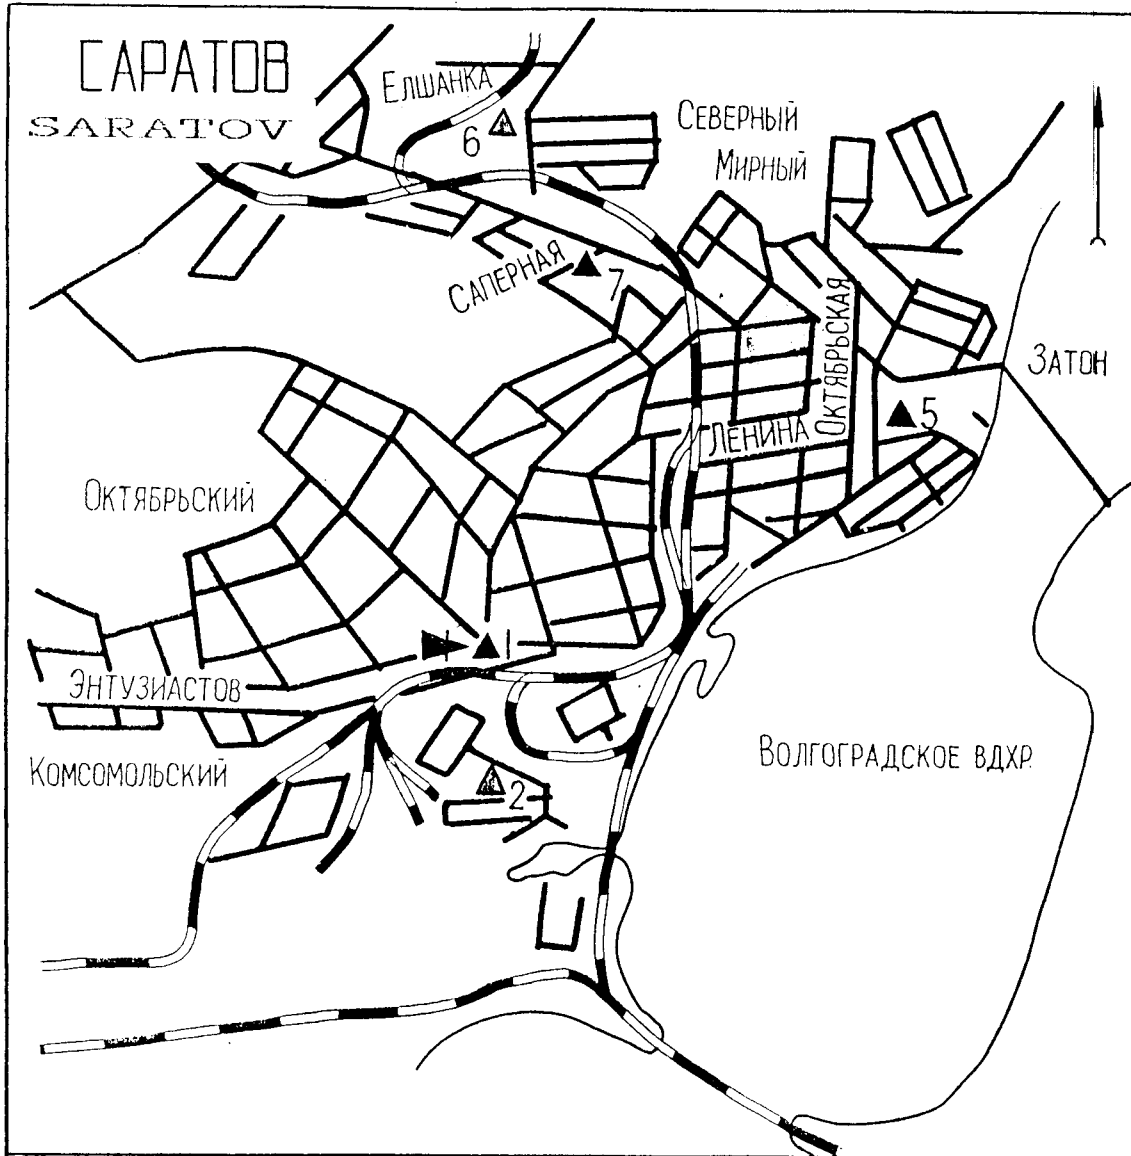 САРАТОВ
SARATOV
ЕЛШАНКА
6
СЕВЕРНЫЙ
МИРНЫЙ
САПЕРНАЯ
7
ОКТЯБРЬСКАЯ
ЗАТОН
5
ЛЕНИНА
ОКТЯБРЬСКИЙ
1
ЭНТУЗИАСТОВ
КОМСОМОЛЬСКИЙ
2
ВОЛГОГРАДСКОЕ ВДХР.